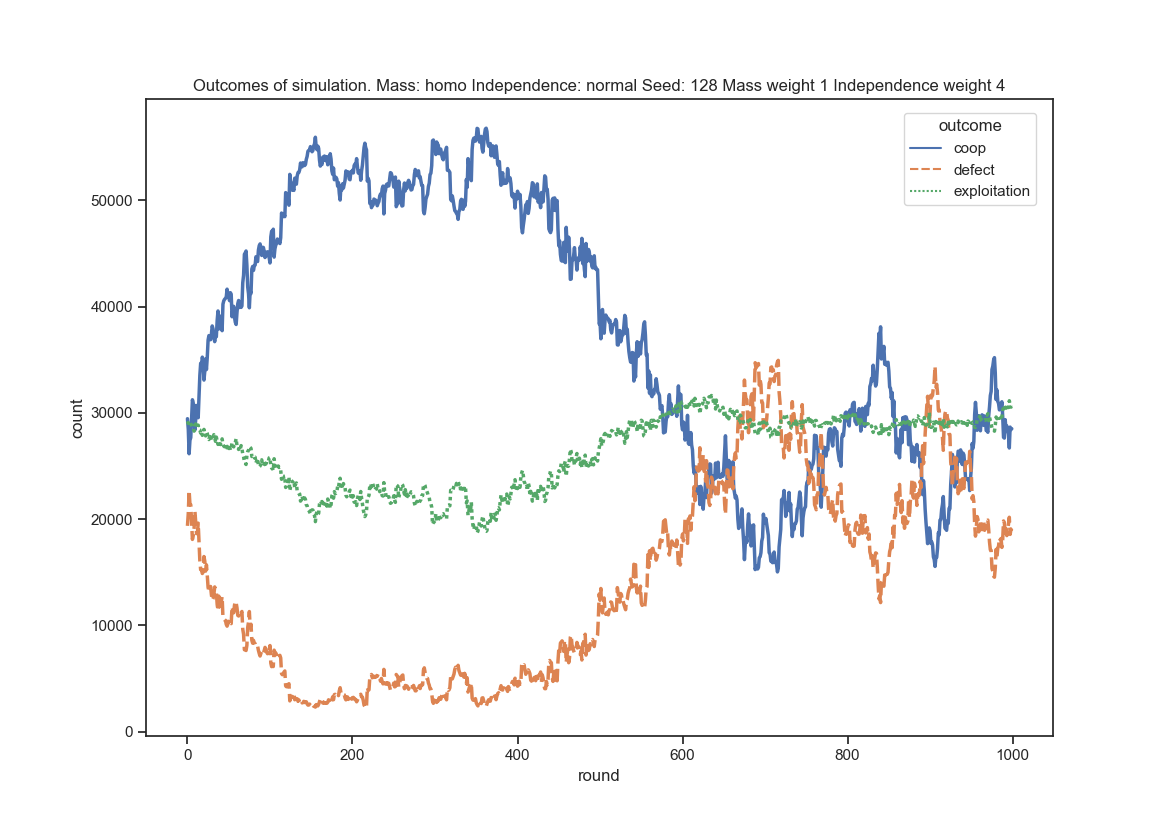 Outcomes of simulation. Mass: homo Independence: normal Seed: 128 Mass weight 1 Independence weight 4
outcome
coop
defect
exploitation
50000
40000
30000
20000
10000
0
count
0 200 400 600 800 1000
round